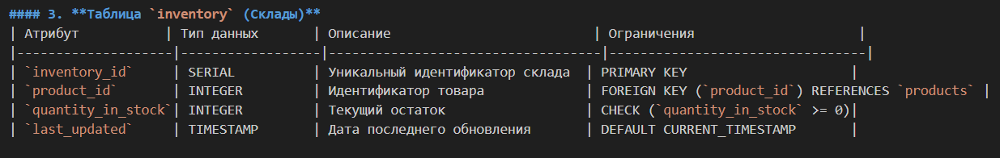 #### 3. **Таблица `inventory` (Склады)**
| Атрибут            | Тип данных       | Описание                          | Ограничения                     |
|--------------------|------------------|-----------------------------------|---------------------------------|
| `inventory_id`     | SERIAL          | Уникальный идентификатор склада  | PRIMARY KEY                     |
| `product_id`       | INTEGER         | Идентификатор товара             | FOREIGN KEY (`product_id`) REFERENCES `products` |
| `quantity_in_stock`| INTEGER         | Текущий остаток                  | CHECK (`quantity_in_stock` >= 0)|
| `last_updated`     | TIMESTAMP       | Дата последнего обновления       | DEFAULT CURRENT_TIMESTAMP       |